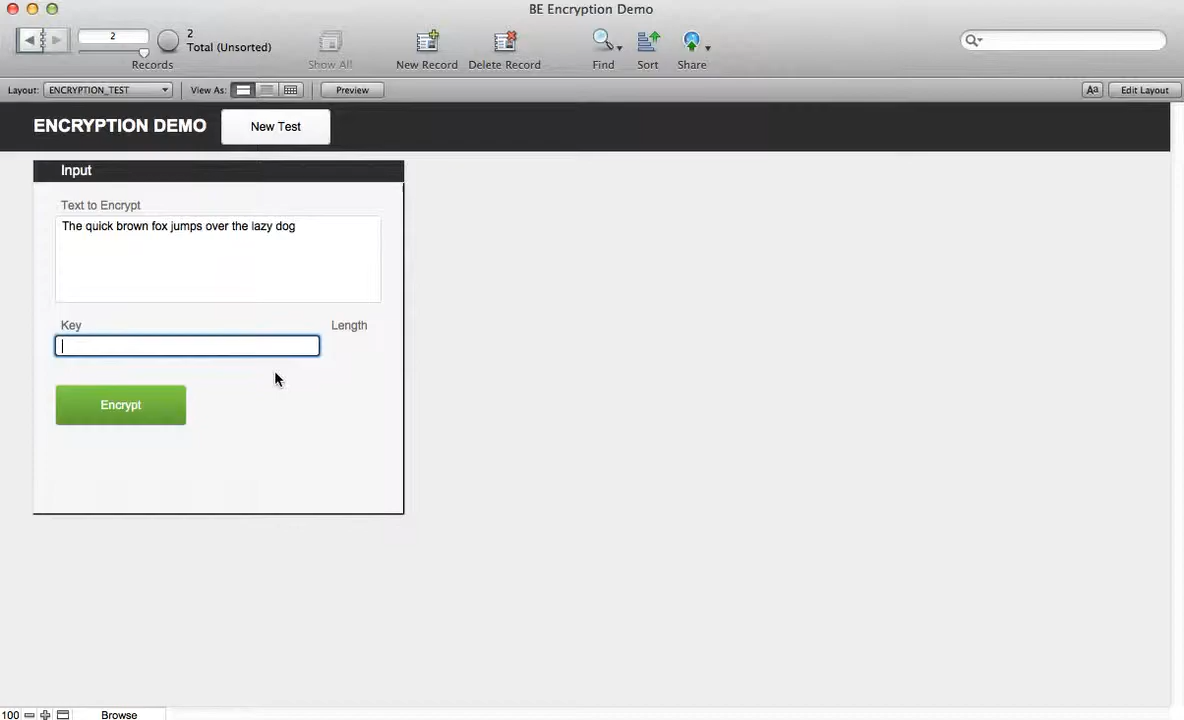 BE Encryption Demo
2
2
Total (Unsorted)
Records
Show All
New Record
Delete Record
Find
Sort
Share
Layout:
ENCRYPTION_TEST
View As:
Preview
Aa
Edit Layout
ENCRYPTION DEMO
New Test
Input
Text to Encrypt
The quick brown fox jumps over the lazy dog
Key
Length
Encrypt
100
Browse